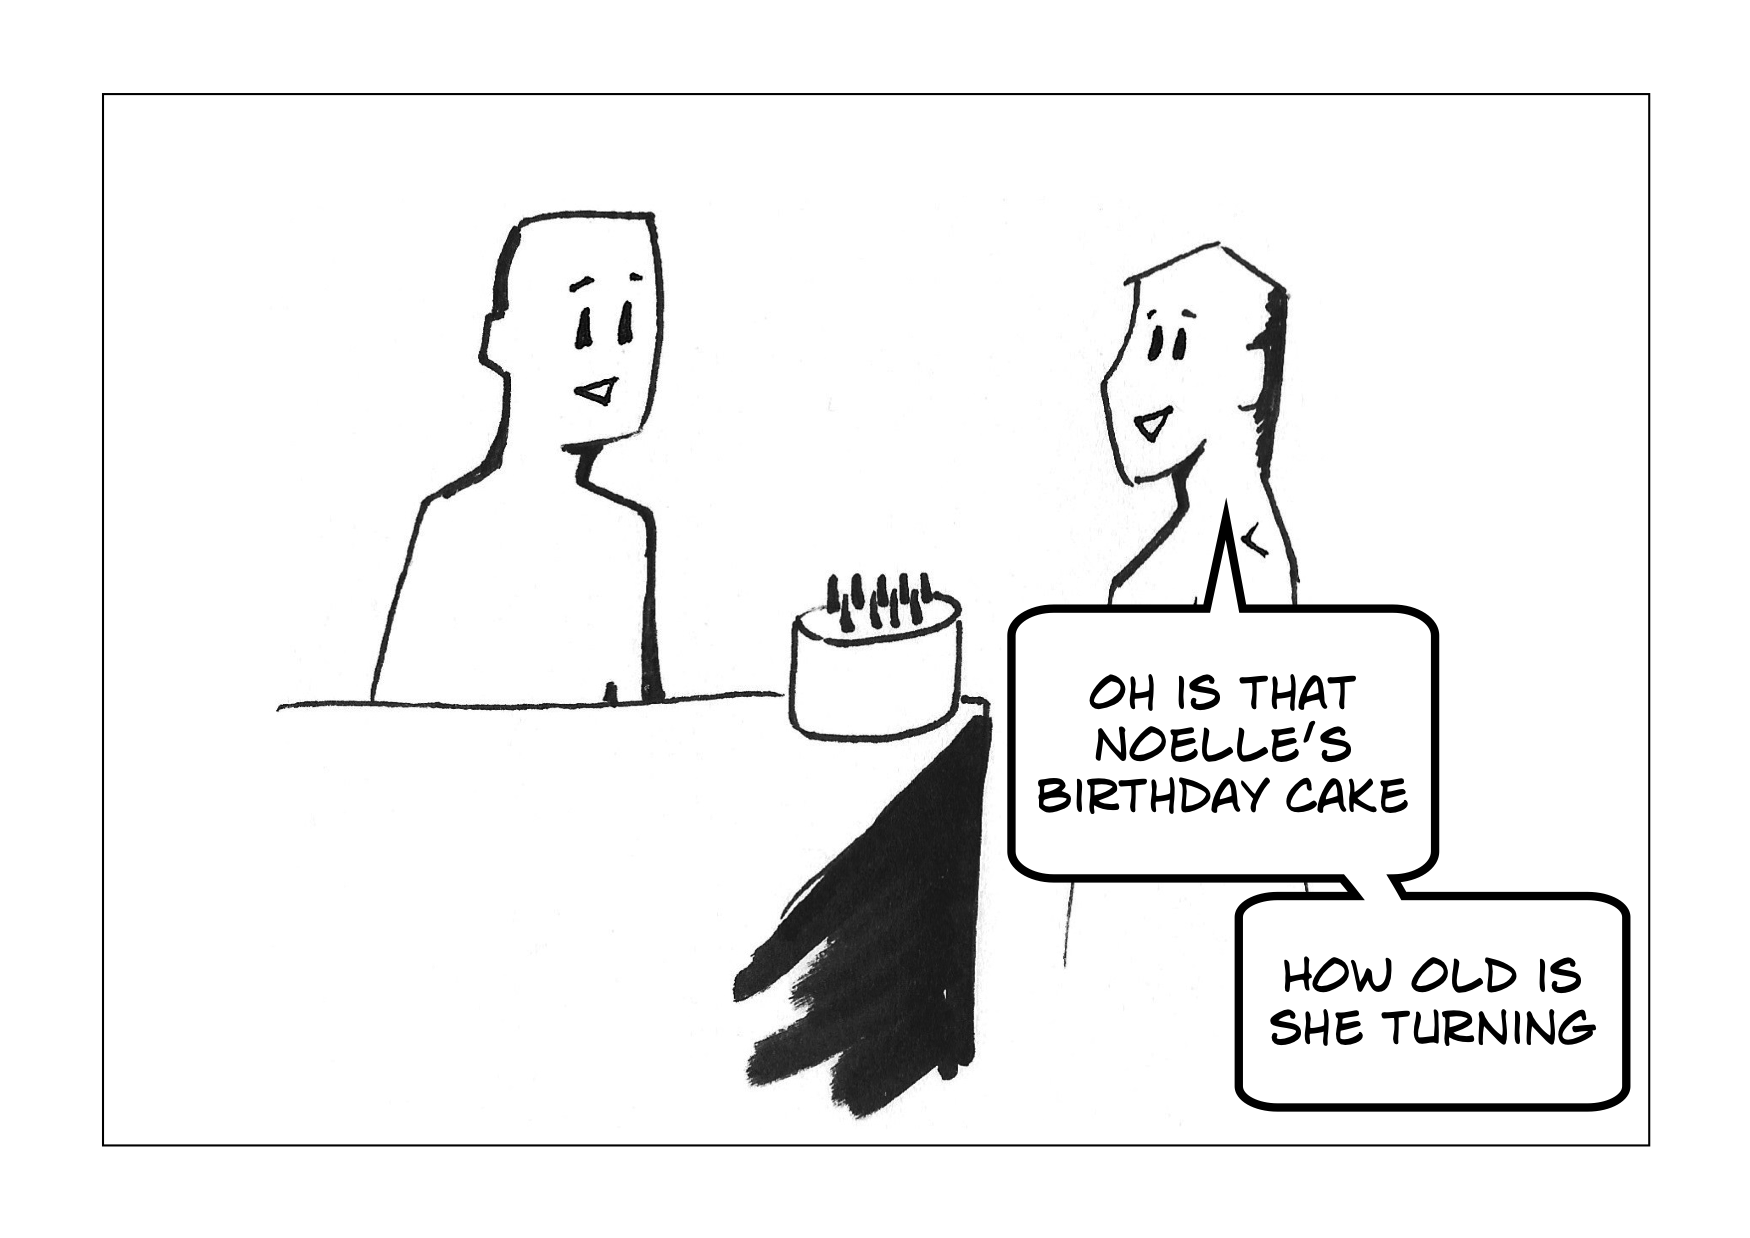 OH IS THAT
NOELLE'S
BIRTHDAY CAKE
HOW OLD IS
SHE TURNING